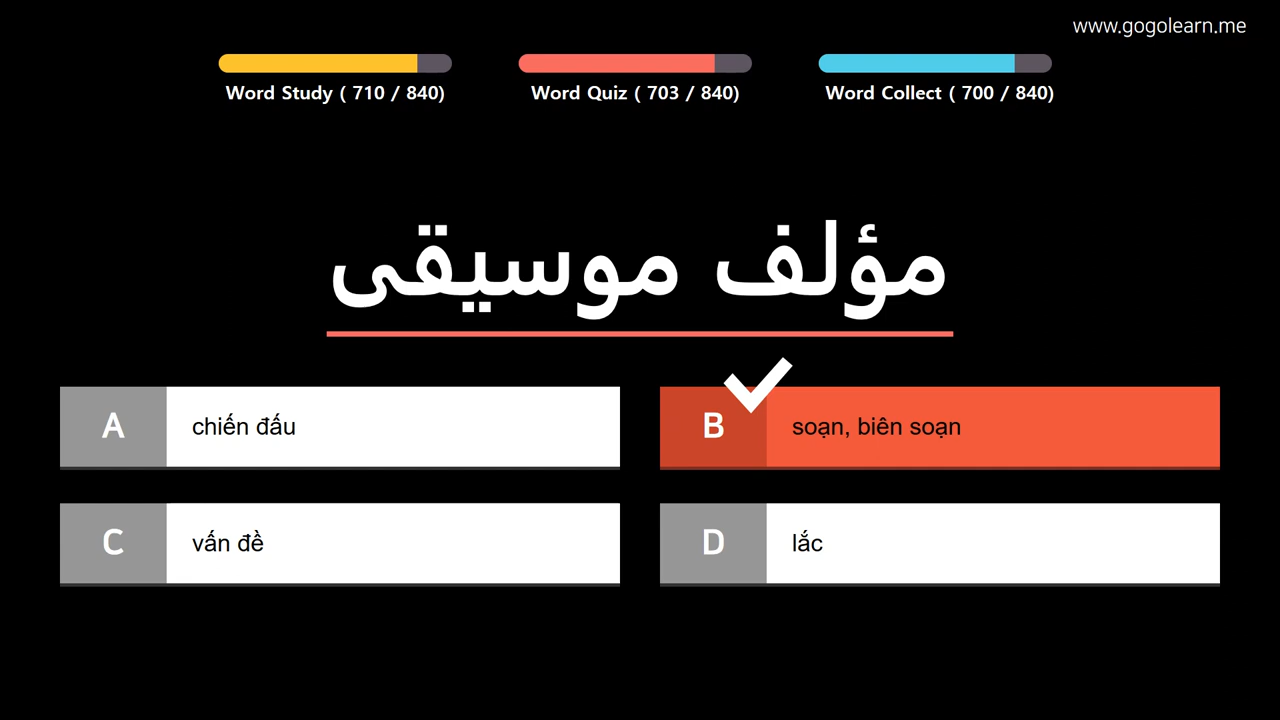 www.gogolearn.me
Word Study ( 710 / 840)
Word Quiz ( 703 / 840)
Word Collect ( 700 / 840)
مؤلف موسيقى
A chiến đấu
B soạn, biên soạn
C vấn đề
D lắc